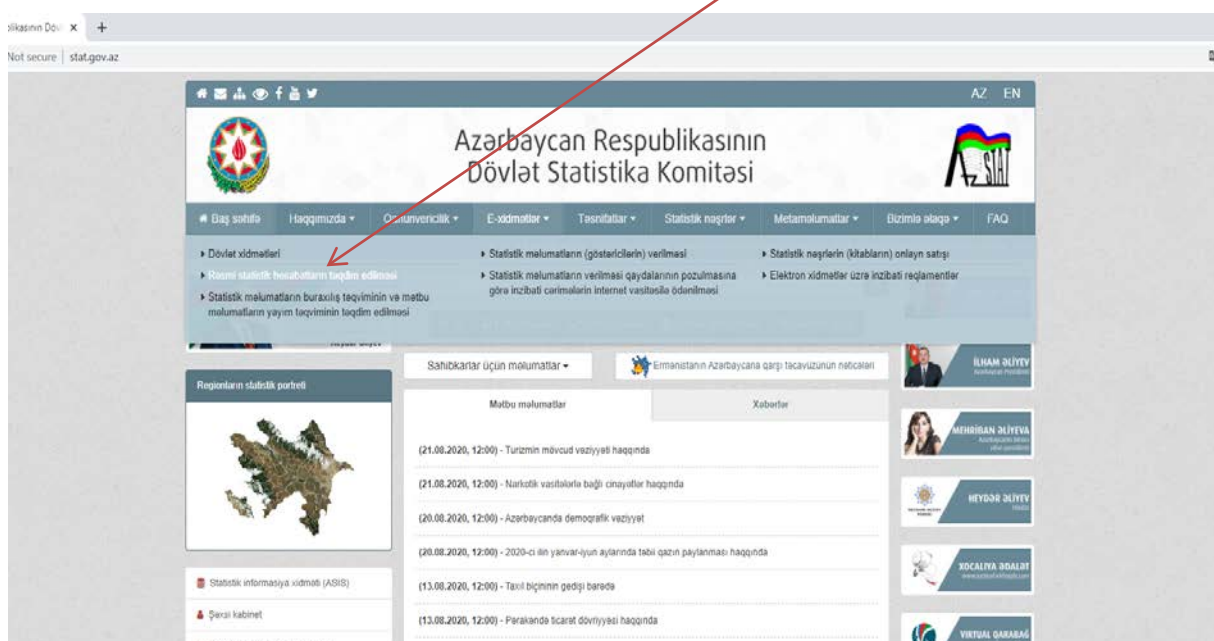 Not secure | stat.gov.az
AZ EN
Azərbaycan Respublikasının
Dövlət Statistika Komitəsi
Baş səhifə Haqqımızda E-xidmətlər Təsnifatlar Statistik nəşrlər Metaməlumatlar Bizimlə əlaqə FAQ
Dövlət xidmətləri
Rəsmi statistik hesabatların təqdim edilməsi
Statistik məlumatların buraxılış təqviminin və mətbu
məlumatların yayım təqviminin təqdim edilməsi
Statistik məlumatların (göstəricilərin) verilməsi
Statistik məlumatların verilməsi qaydalarının pozulmasına
görə inzibati cərimələrin internet vasitəsilə ödənilməsi
Statistik nəşrlərin (kitabların) onlayn satışı
Elektron xidmətlər üzrə inzibati reqlamentlər
Sahibkarlar üçün məlumatlar
Ermənistanın Azərbaycana qarşı təcavüzünün nəticələri
Regionların statistik portreti
Mətbu məlumatlar Xəbərlər
(21.08.2020, 12:00) - Turizmin mövcud vəziyyəti haqqında
(21.08.2020, 12:00) - Narkotik vasitələrlə bağlı cinayətlər haqqında
(20.08.2020, 12:00) - Azərbaycanda demoqrafik vəziyyət
(20.08.2020, 12:00) - 2020-ci ilin yanvar-iyun aylarında təbii qazın paylanması haqqında
(13.08.2020, 12:00) - Taxıl biçininin gedişi barədə
(13.08.2020, 12:00) - Pərakəndə ticarət dövriyyəsi haqqında
Statistik informasiya xidməti (ASIS)
Şəxsi kabinet
İLHAM ƏLİYEV
MEHRİBAN ƏLİYEVA
HEYDƏR ƏLİYEV
XOCALIYA ƏDALƏT
VIRTUAL QARABAĞ